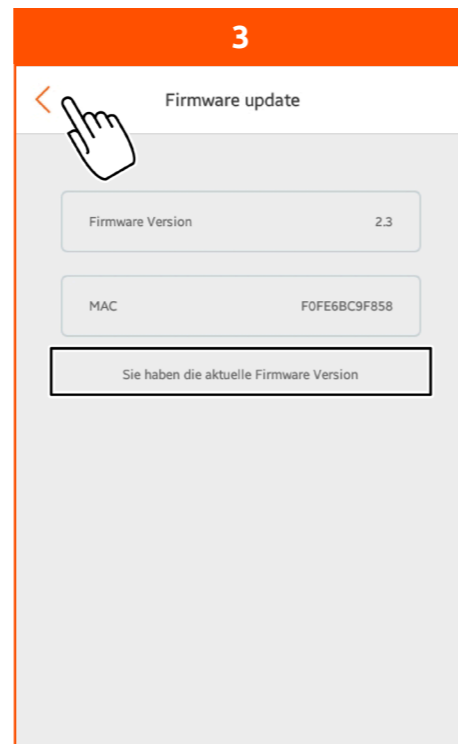 3
Firmware update
Firmware Version 2.3
MAC F0FE6BC9F858
Sie haben die aktuelle Firmware Version